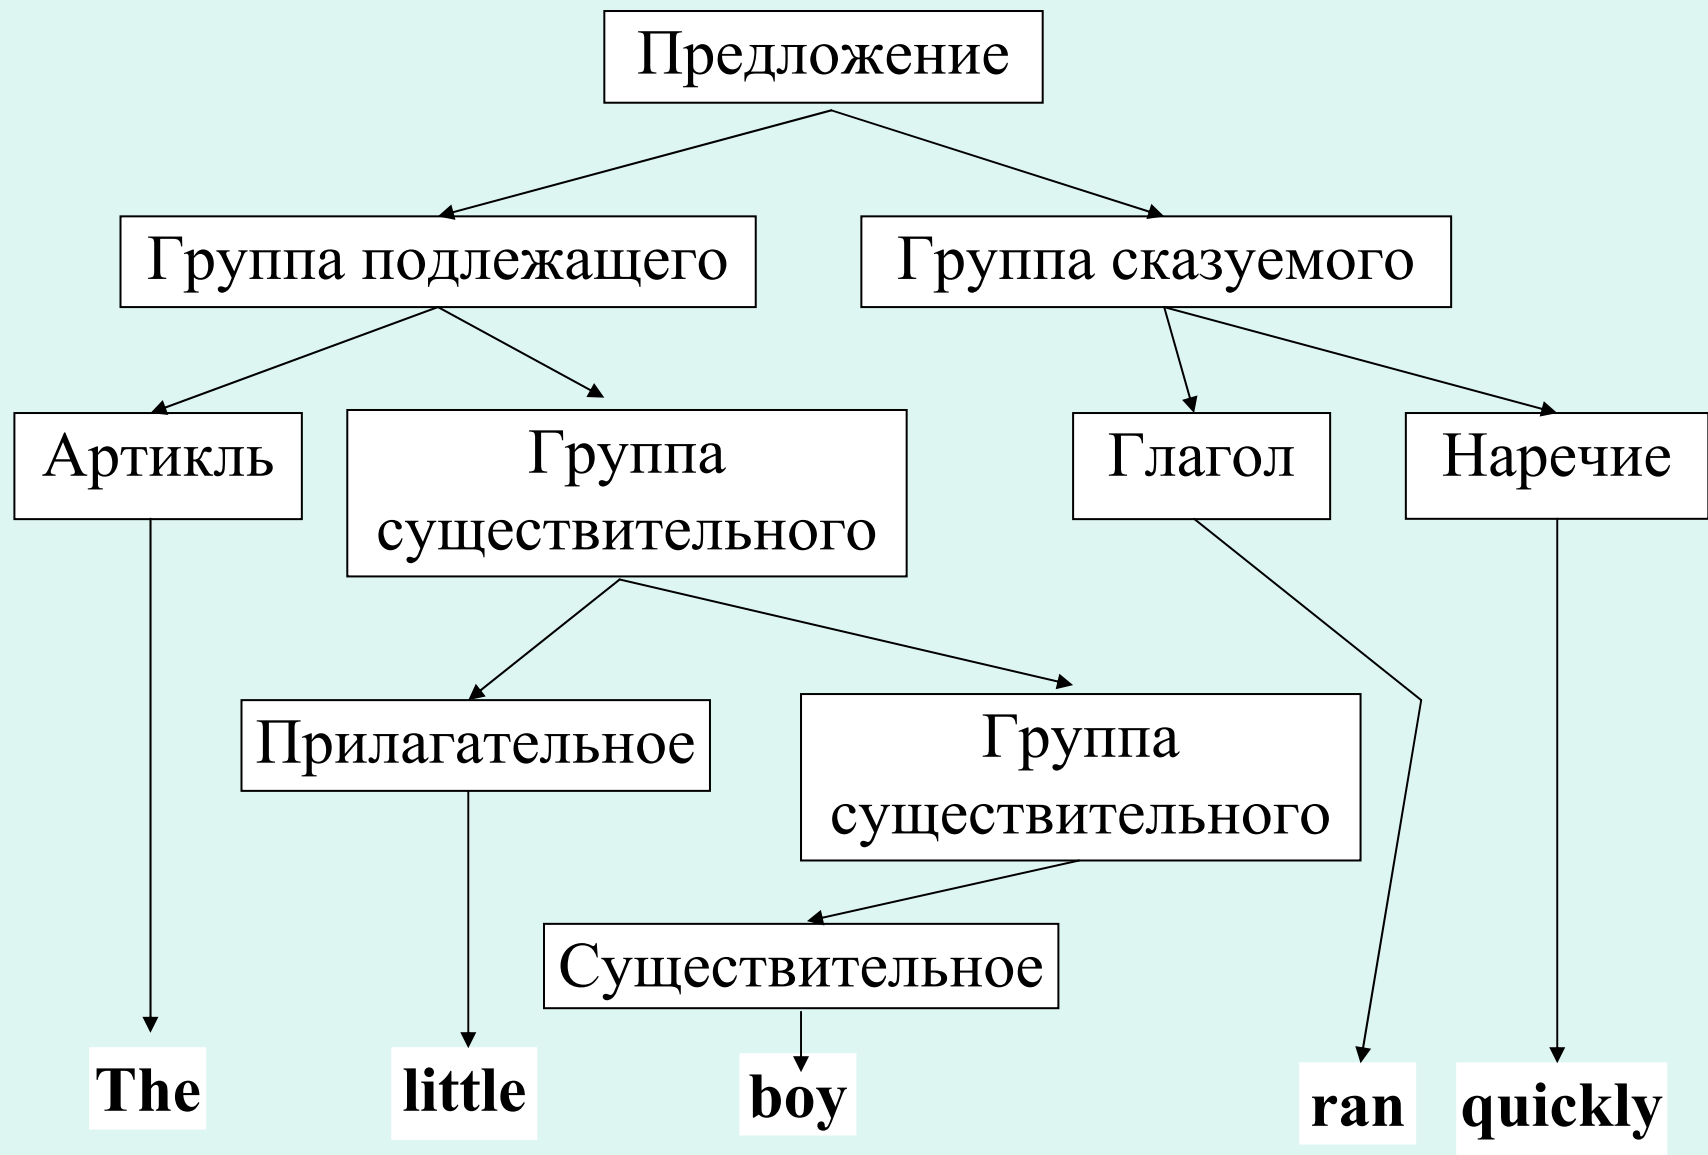 Предложение
Группа подлежащего
Группа сказуемого
Артикль
Группа
существительного
Глагол
Наречие
Прилагательное
Группа
существительного
Существительное
The
little
boy
ran
quickly